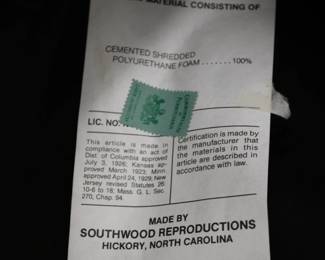 MATERIAL CONSISTING OF
CEMENTED SHREDDED
POLYURETHANE FOAM.......100%
LIC. NO.
This article is made in
compliance with an act of
Dist. of Columbia approved
July 3, 1926; Kansas ap-
proved March 1923; Minn.
approved April 24, 1929; New
Jersey revised Statutes 26:
10-6 to 18; Mass. G. L. Sec.
270, Chap. 94.
Certification is made by
the manufacturer that
the materials in this
article are described in
accordance with law.
MADE BY
SOUTHWOOD REPRODUCTIONS
HICKORY, NORTH CAROLINA